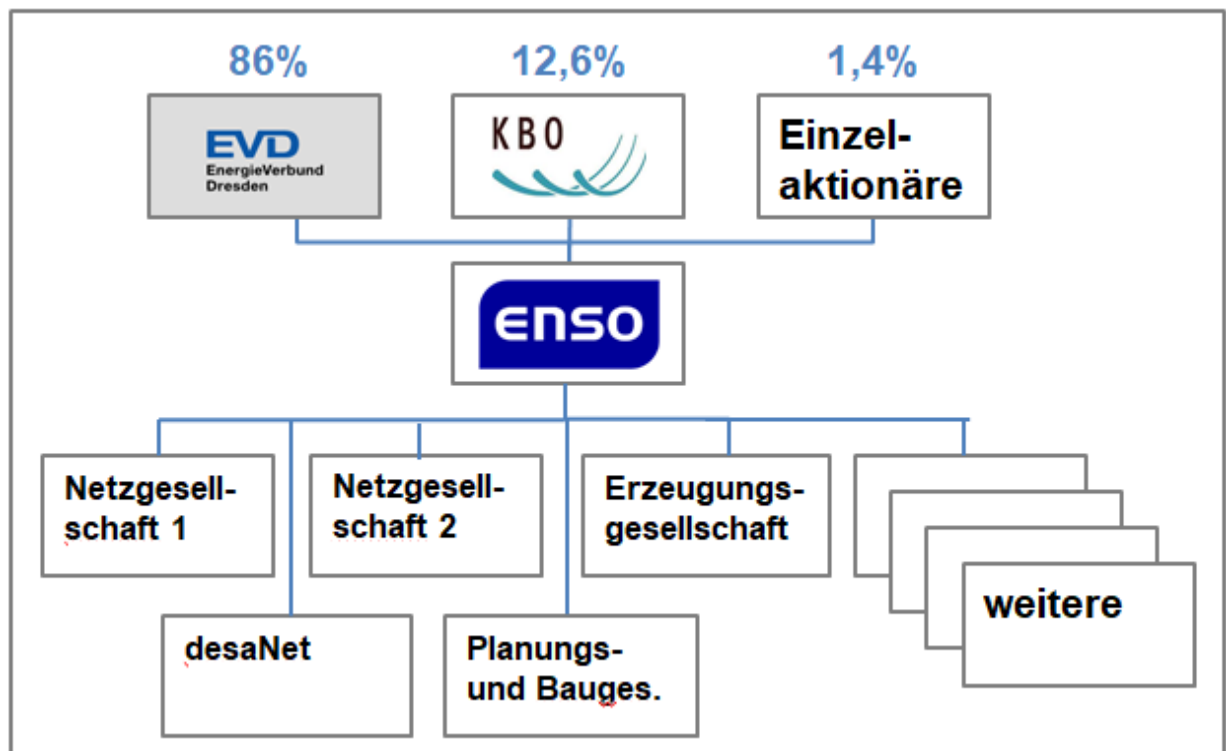 86%
12,6%
1,4%
EVD
EnergieVerbund
Dresden
KBO
Einzel-
aktionäre
enso
Netzgesell-
schaft 1
Netzgesell-
schaft 2
Erzeugungs-
gesellschaft
desaNet
Planungs-
und Bauges.
weitere